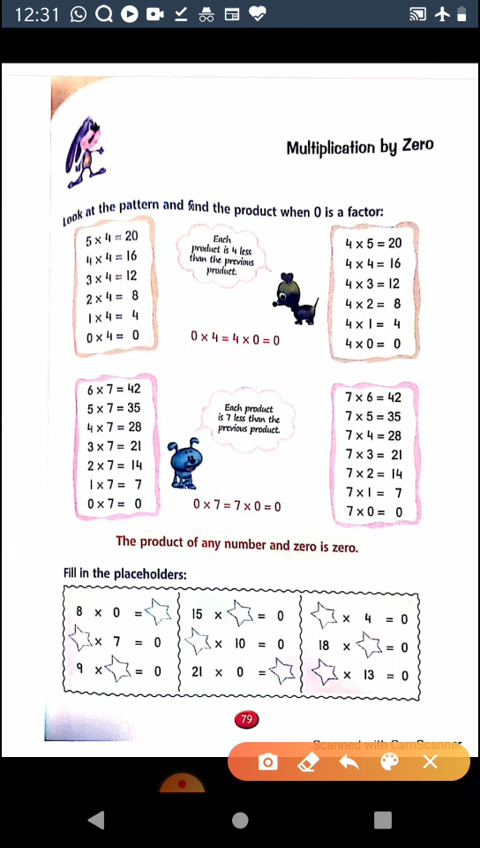 12:31
Multiplication by Zero
Look at the pattern and find the product when 0 is a factor:
5 x 4 = 20
4 x 4 = 16
3 x 4 = 12
2 x 4 = 8
1 x 4 = 4
0 x 4 = 0
Each
product is 4 less
than the previous
product.
0 x 4 = 4 x 0 = 0
4 x 5 = 20
4 x 4 = 16
4 x 3 = 12
4 x 2 = 8
4 x 1 = 4
4 x 0 = 0
6 x 7 = 42
5 x 7 = 35
4 x 7 = 28
3 x 7 = 21
2 x 7 = 14
1 x 7 = 7
0 x 7 = 0
Each product
is 7 less than the
previous product.
0 x 7 = 7 x 0 = 0
7 x 6 = 42
7 x 5 = 35
7 x 4 = 28
7 x 3 = 21
7 x 2 = 14
7 x 1 = 7
7 x 0 = 0
The product of any number and zero is zero.
Fill in the placeholders:
8 x 0 =
x 7 = 0
9 x = 0
15 x = 0
x 10 = 0
21 x 0 =
x 4 = 0
18 x = 0
x 13 = 0
79
Scanned with CamScanner